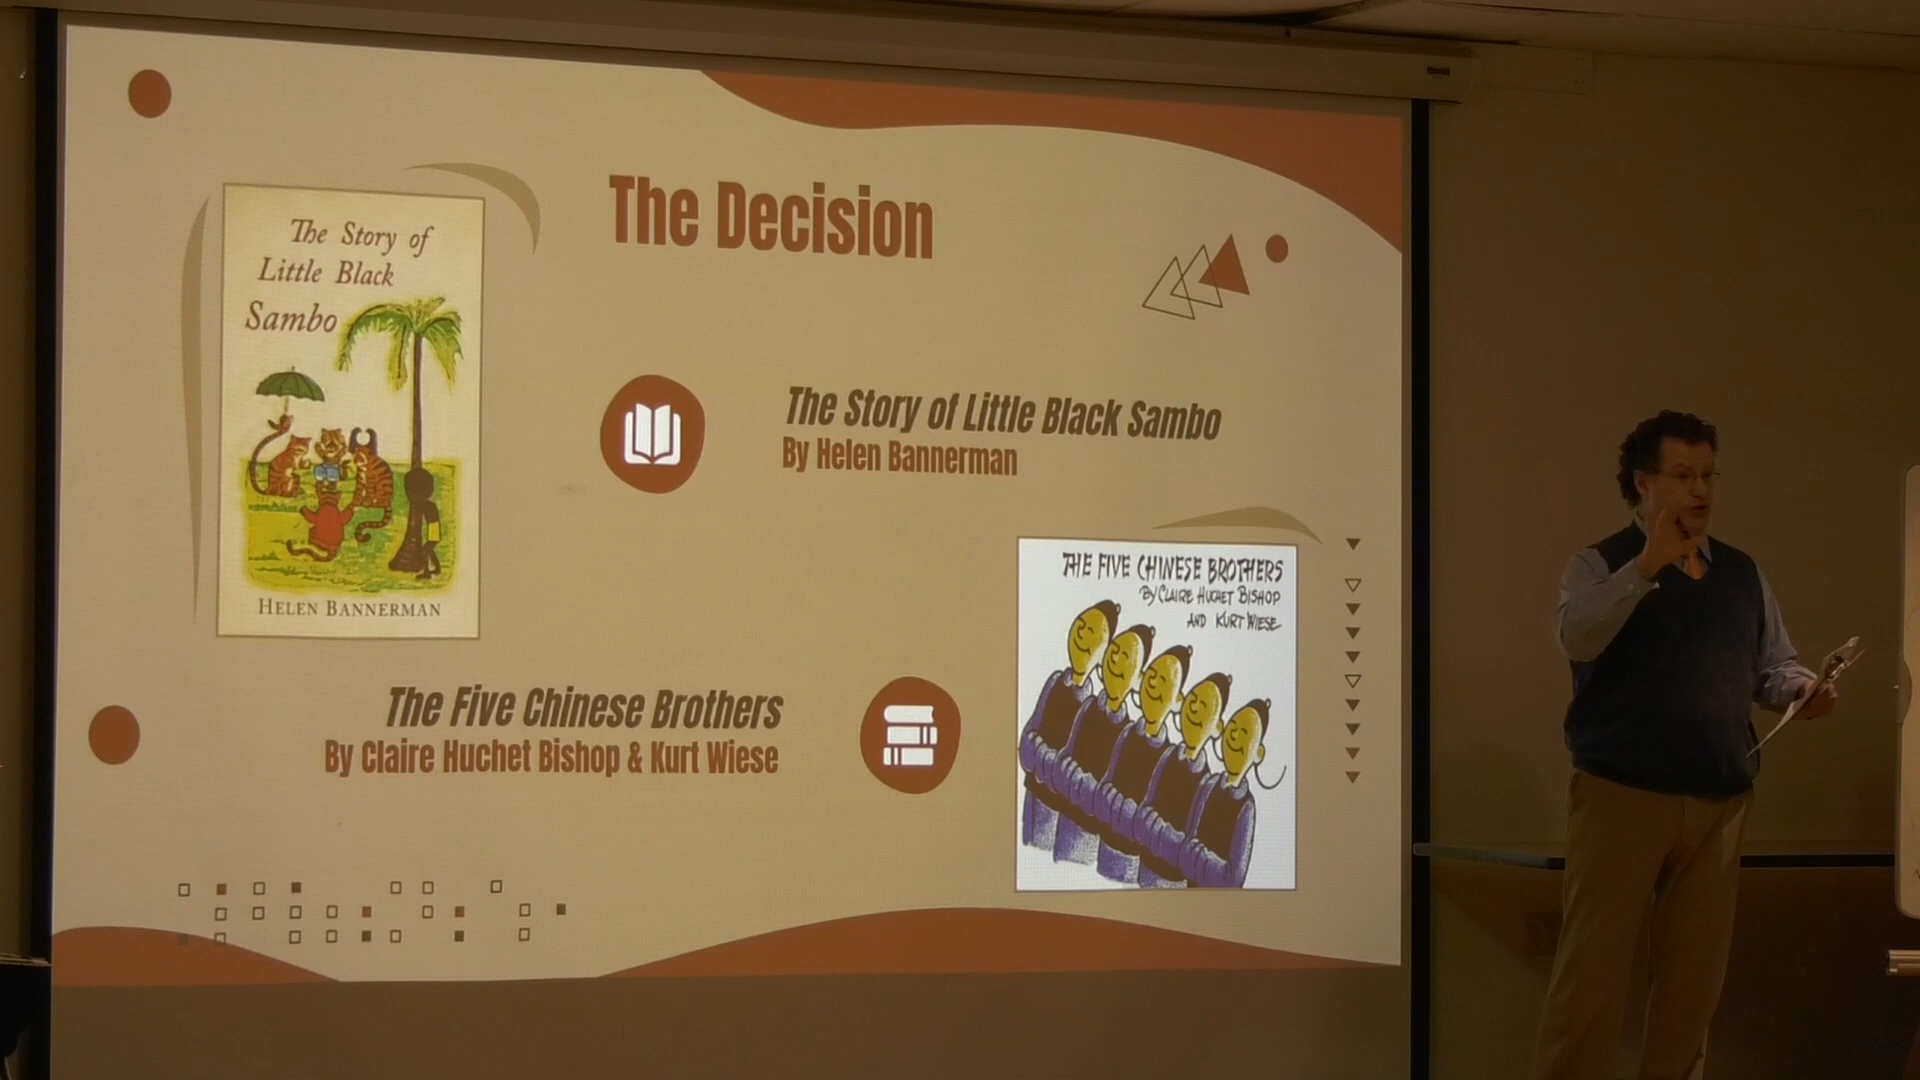 The Decision
The Story of
Little Black
Sambo
HELEN BANNERMAN
The Story of Little Black Sambo
By Helen Bannerman
THE FIVE CHINESE BROTHERS
BY CLAIRE HUCHET BISHOP
AND KURT WIESE
The Five Chinese Brothers
By Claire Huchet Bishop & Kurt Wiese